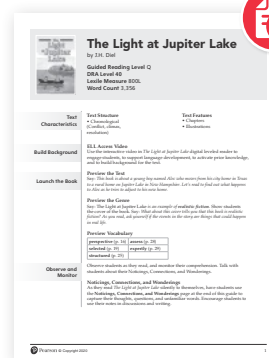 The Light at Jupiter Lake
by J.H. Diel
Guided Reading Level Q
DRA Level 40
Lexile Measure 800L
Word Count 3,356
Text
Characteristics
Text Structure
• Chronological
(Conflict, climax,
resolution)
Text Features
• Chapters
• Illustrations
Build Background
ELL Access Video
Use the interactive video in The Light at Jupiter Lake digital leveled reader to
engage students, to support language development, to activate prior knowledge,
and to build background for the text.
Launch the Book
Preview the Text
Say: This book is about a young boy named Alex who moves from his city home in Texas
to a rural home on Jupiter Lake in New Hampshire. Let's read to find out what happens
to Alex as he tries to adjust to his new home.
Preview the Genre
Say: The Light at Jupiter Lake is an example of realistic fiction. Show students
the cover of the book. Say: What about this cover tells you that this book is realistic
fiction? As you read, ask yourself if the events in the story are things that could happen
in real life.
Preview Vocabulary
perspective (p. 16) assess (p. 28)
selected (p. 19) expertly (p. 29)
structured (p. 25)
Observe and
Monitor
Observe students as they read, and monitor their comprehension. Talk with
students about their Noticings, Connections, and Wonderings.
Noticings, Connections, and Wonderings
As they read The Light at Jupiter Lake silently to themselves, have students use
the Noticings, Connections, and Wonderings page at the end of this guide to
capture their thoughts, questions, and unfamiliar words. Encourage students to
use their notes in discussions and writing.
Pearson © Copyright 2023
1